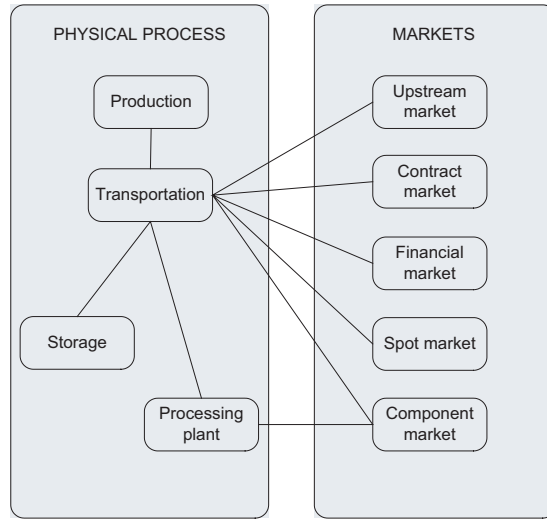 PHYSICAL PROCESS
Production
Transportation
Storage
Processing
plant
MARKETS
Upstream
market
Contract
market
Financial
market
Spot market
Component
market